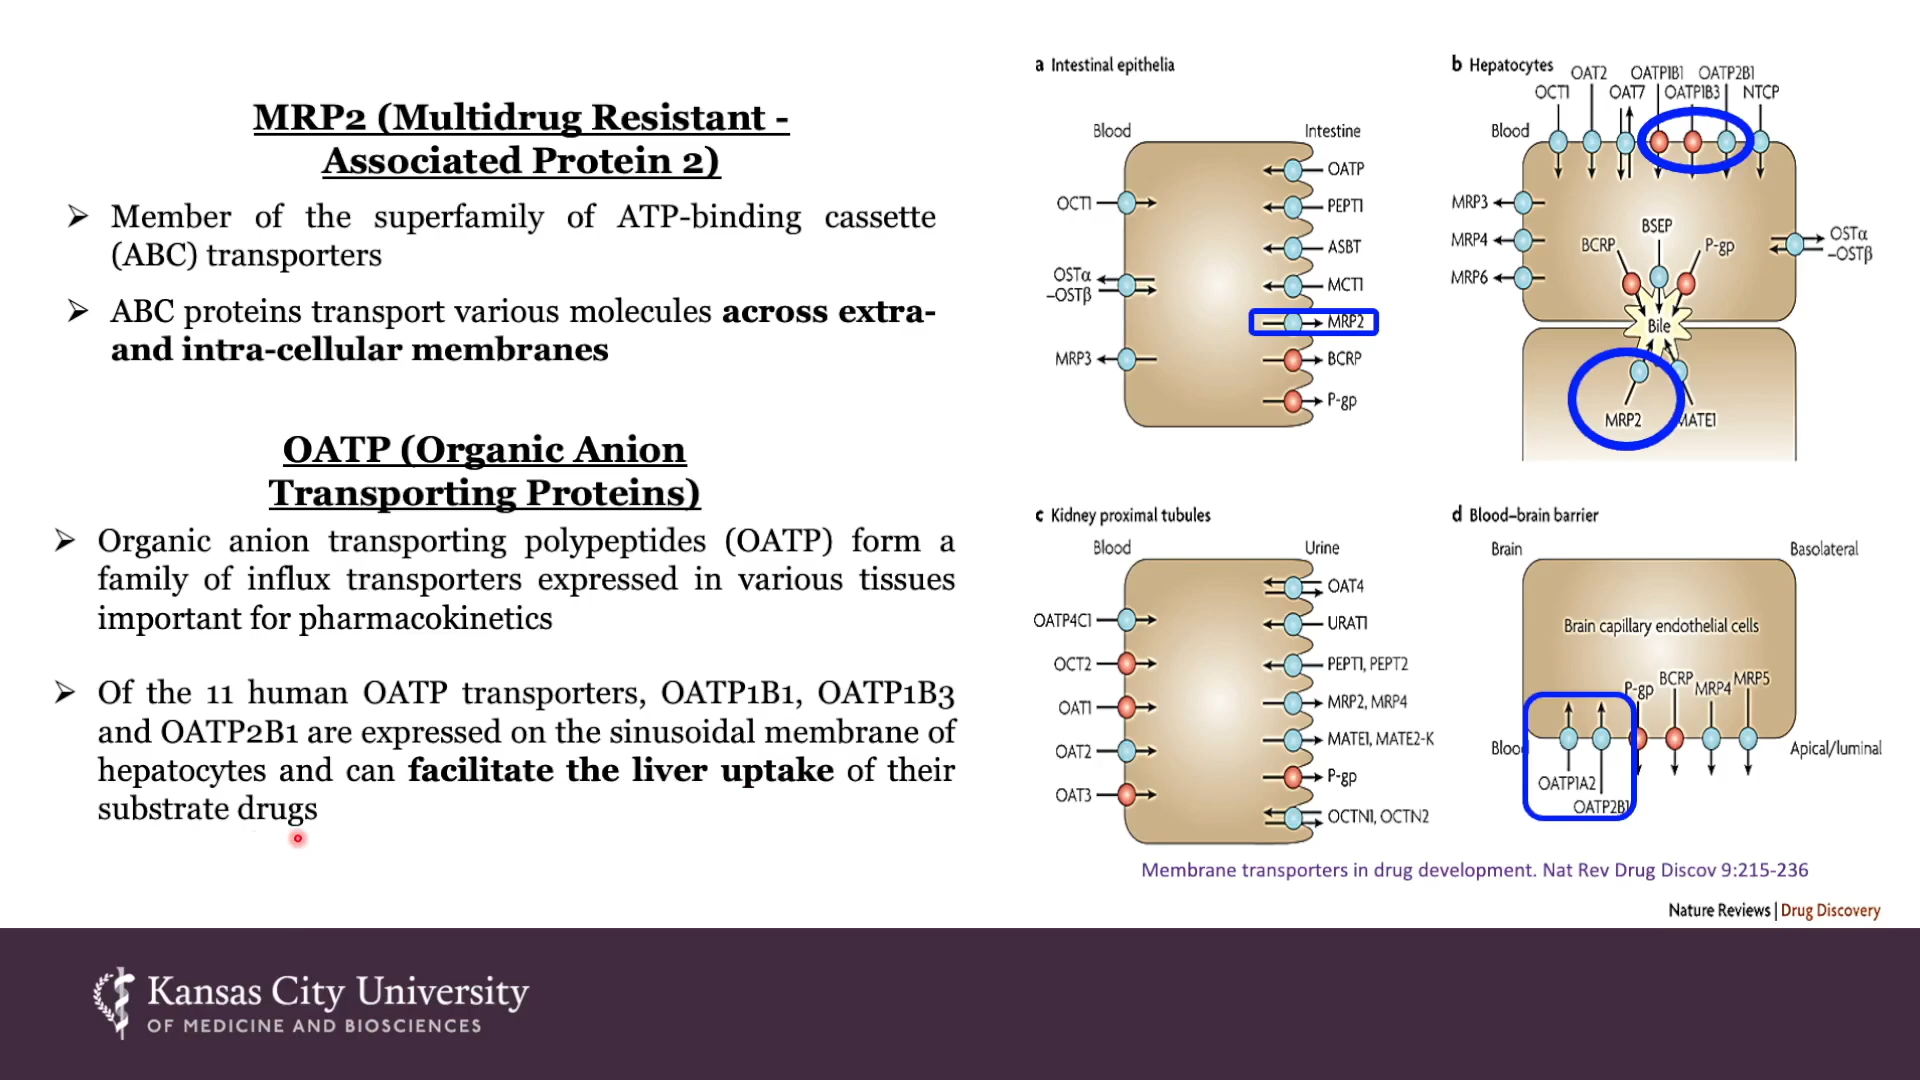 MRP2 (Multidrug Resistant -
Associated Protein 2)
Member of the superfamily of ATP-binding cassette
(ABC) transporters
ABC proteins transport various molecules across extra-
and intra-cellular membranes
OATP (Organic Anion
Transporting Proteins)
Organic anion transporting polypeptides (OATP) form a
family of influx transporters expressed in various tissues
important for pharmacokinetics
Of the 11 human OATP transporters, OATP1B1, OATP1B3
and OATP2B1 are expressed on the sinusoidal membrane of
hepatocytes and can facilitate the liver uptake of their
substrate drugs
a Intestinal epithelia
Blood
Intestine
OATP
PEPT1
ASBT
MCT1
MRP2
BCRP
P-gp
OCT1
OSTα
–OSTβ
MRP3
b Hepatocytes
OAT2
OATP1B1
OATP2B1
OCT1
OAT7
OATP1B3
NTCP
Blood
MRP3
MRP4
MRP6
BCRP
BSEP
P-gp
OSTα
–OSTβ
Bile
MRP2
MATE1
c Kidney proximal tubules
Blood
Urine
OATP4C1
OCT2
OAT1
OAT2
OAT3
OAT4
URAT1
PEPT1, PEPT2
MRP2, MRP4
MATE1, MATE2-K
P-gp
OCTN1, OCTN2
d Blood–brain barrier
Brain
Basolateral
Brain capillary endothelial cells
P-gp
BCRP
MRP4
MRP5
Blood
Apical/luminal
OATP1A2
OATP2B1
Membrane transporters in drug development. Nat Rev Drug Discov 9:215-236
Nature Reviews | Drug Discovery
Kansas City University
OF MEDICINE AND BIOSCIENCES